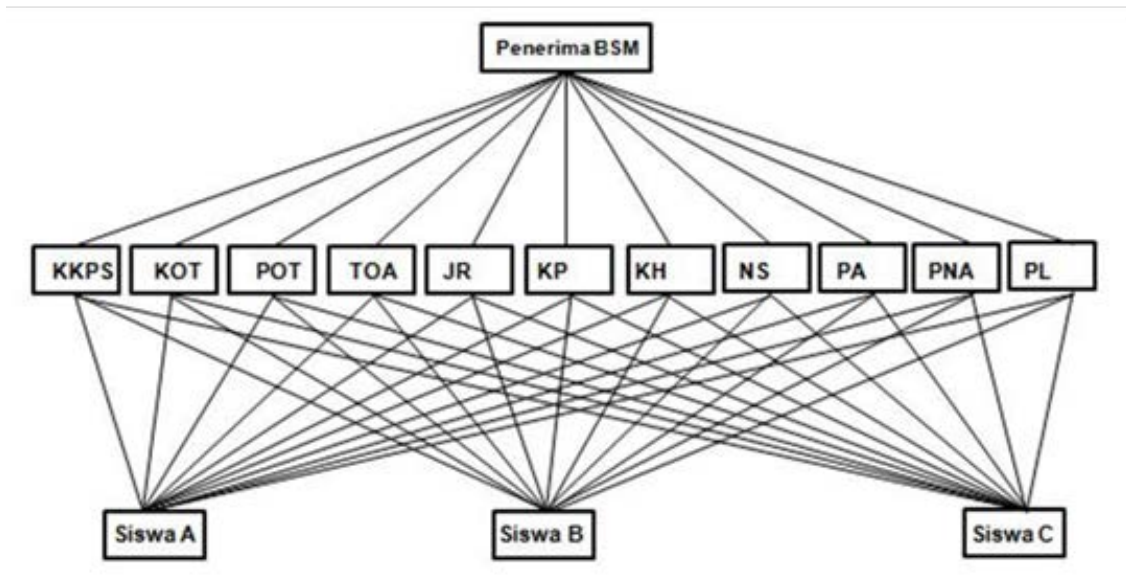 Penerima BSM
KKPS KOT POT TOA JR KP KH NS PA PNA PL
Siswa A Siswa B Siswa C